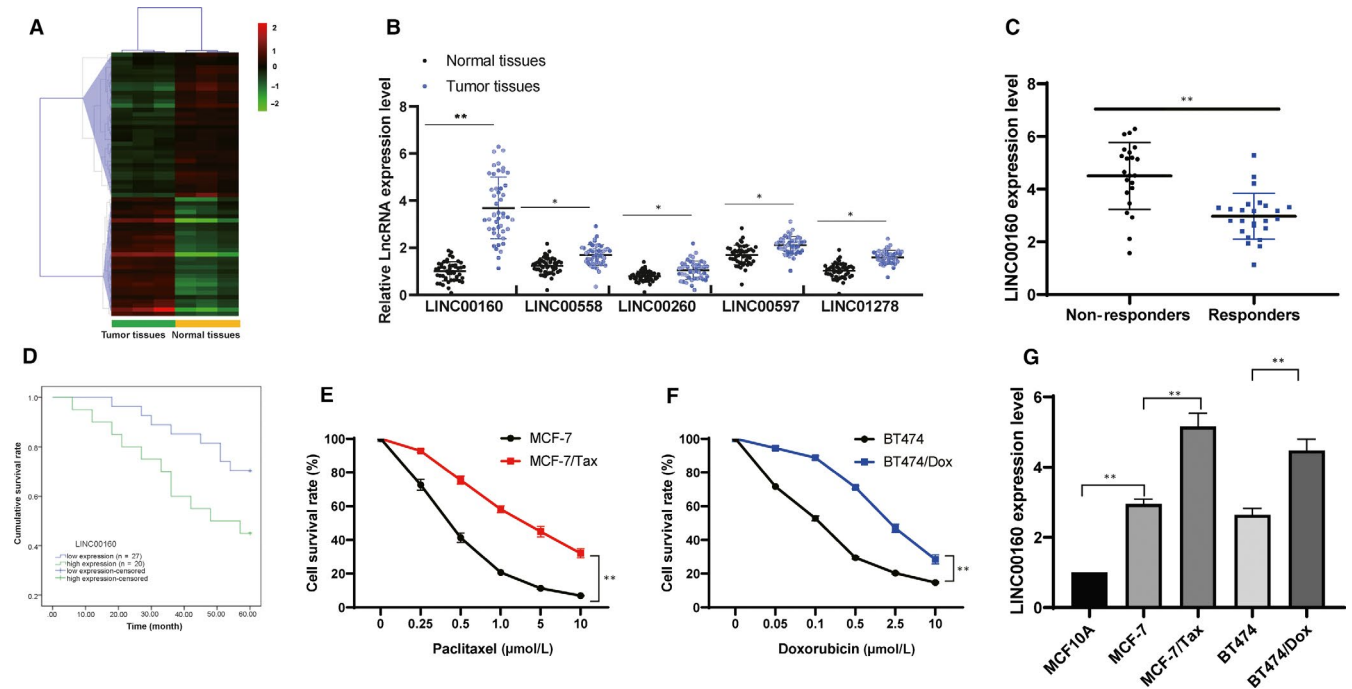 A
2
1
0
−1
−2
Tumor tissues Normal tissues
B
Normal tissues
Tumor tissues
Relative LncRNA expression level
8
6
4
2
0
**
*
*
*
*
LINC00160 LINC00558 LINC00260 LINC00597 LINC01278
C
LINC00160 expression level
8
6
4
2
0
**
Non-responders Responders
D
Cumulative survival rate
1.0
0.8
0.6
0.4
0.2
LINC00160
low expression (n = 27)
high expression (n = 20)
low expression-censored
high expression-censored
.00 10.00 20.00 30.00 40.00 50.00 60.00
Time (month)
E
MCF-7
MCF-7/Tax
Cell survival rate (%)
100
80
60
40
20
0
**
0 0.25 0.5 1.0 5 10
Paclitaxel (μmol/L)
F
BT474
BT474/Dox
Cell survival rate (%)
100
80
60
40
20
0
**
0 0.05 0.1 0.5 2.5 10
Doxorubicin (μmol/L)
G
LINC00160 expression level
6
4
2
0
**
**
**
MCF10A MCF-7 MCF-7/Tax BT474 BT474/Dox